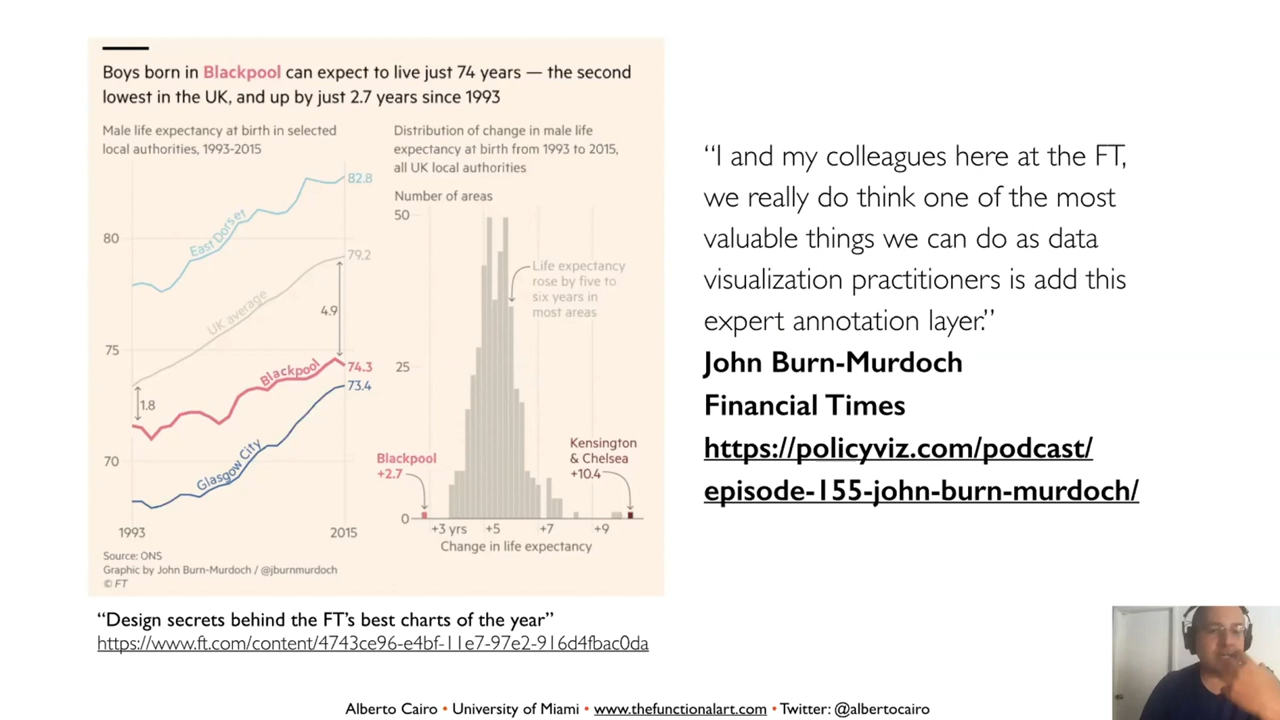 Boys born in Blackpool can expect to live just 74 years — the second
lowest in the UK, and up by just 2.7 years since 1993
Male life expectancy at birth in selected
local authorities, 1993-2015
82.8
East Dorset
80
79.2
UK average
4.9
75
Blackpool
74.3
73.4
1.8
70
Glasgow City
1993
2015
Distribution of change in male life
expectancy at birth from 1993 to 2015,
all UK local authorities
Number of areas
50
Life expectancy
rose by five to
six years in
most areas
25
Blackpool
+2.7
Kensington
& Chelsea
+10.4
0
+3 yrs
+5
+7
+9
Change in life expectancy
Source: ONS
Graphic by John Burn-Murdoch / @jburnmurdoch
© FT
“Design secrets behind the FT’s best charts of the year”
https://www.ft.com/content/4743ce96-e4bf-11e7-97e2-916d4fbac0da
“I and my colleagues here at the FT,
we really do think one of the most
valuable things we can do as data
visualization practitioners is add this
expert annotation layer.”
John Burn-Murdoch
Financial Times
https://policyviz.com/podcast/
episode-155-john-burn-murdoch/
Alberto Cairo • University of Miami • www.thefunctionalart.com • Twitter: @albertocairo